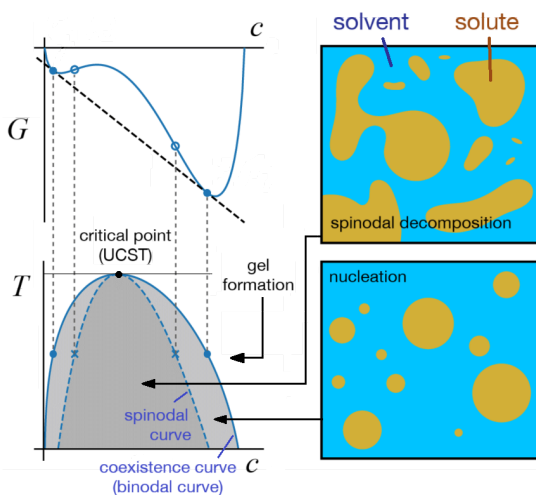 c
solvent
solute
G
spinodal decomposition
critical point
(UCST)
T
gel
formation
nucleation
spinodal
curve
coexistence curve
(binodal curve)
c